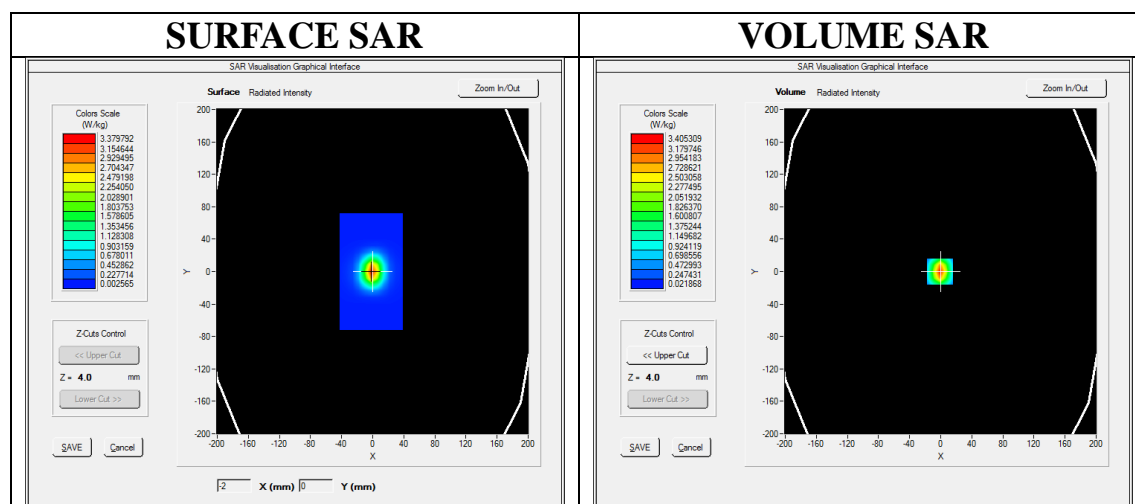 SURFACE SAR
SAR Visualisation Graphical Interface
Surface Radiated Intensity
Zoom In/Out
Colors Scale
(W/kg)
3.379792
3.154644
2.929495
2.704347
2.479198
2.254050
2.028901
1.803753
1.578605
1.353456
1.128308
0.903159
0.678011
0.452862
0.227714
0.002565
Z-Cuts Control
<< Upper Cut
Z = 4.0 mm
Lower Cut >>
SAVE Cancel
200
160
120
80
40
0
-40
-80
-120
-160
-200
Y
-200 -160 -120 -80 -40 0 40 80 120 160 200
X
-2 X (mm) 0 Y (mm)
VOLUME SAR
SAR Visualisation Graphical Interface
Volume Radiated Intensity
Zoom In/Out
Colors Scale
(W/kg)
3.405309
3.179746
2.954183
2.728621
2.503058
2.277495
2.051932
1.826370
1.600807
1.375244
1.149682
0.924119
0.698556
0.472993
0.247431
0.021868
Z-Cuts Control
<< Upper Cut
Z = 4.0 mm
Lower Cut >>
SAVE Cancel
200
160
120
80
40
0
-40
-80
-120
-160
-200
Y
-200 -160 -120 -80 -40 0 40 80 120 160 200
X